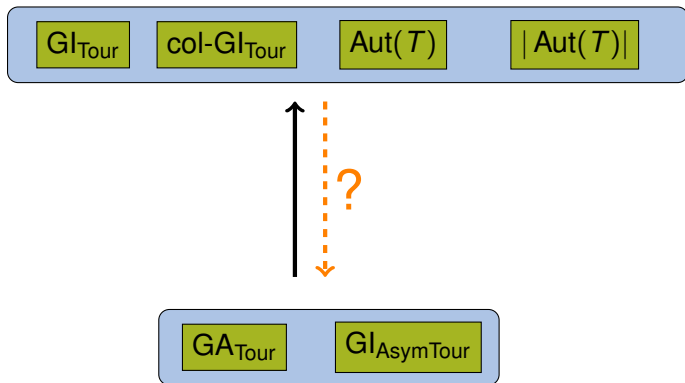 GI_Tour col-GI_Tour Aut(T) |Aut(T)|
?
GA_Tour GI_AsymTour